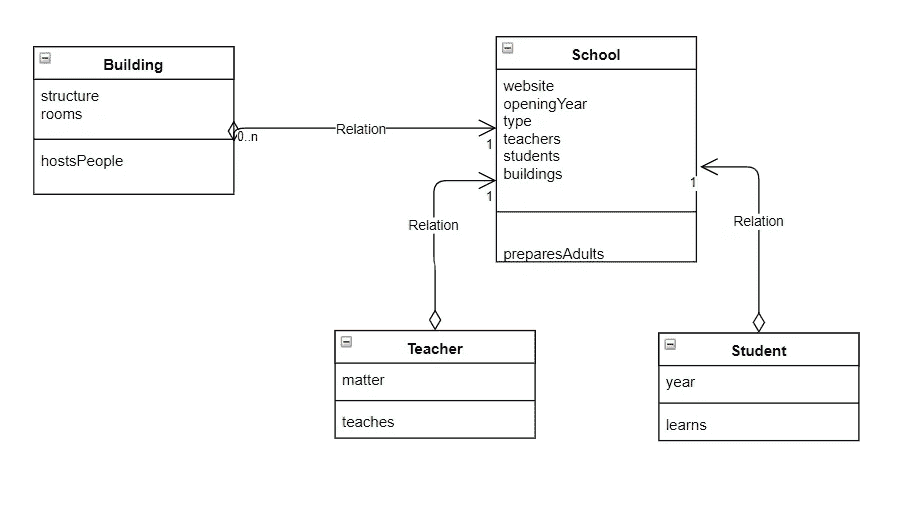 Building
structure
rooms
hostsPeople
0..n
Relation
1
School
website
openingYear
type
teachers
students
buildings
preparesAdults
1
Relation
1
Relation
Teacher
matter
teaches
Student
year
learns